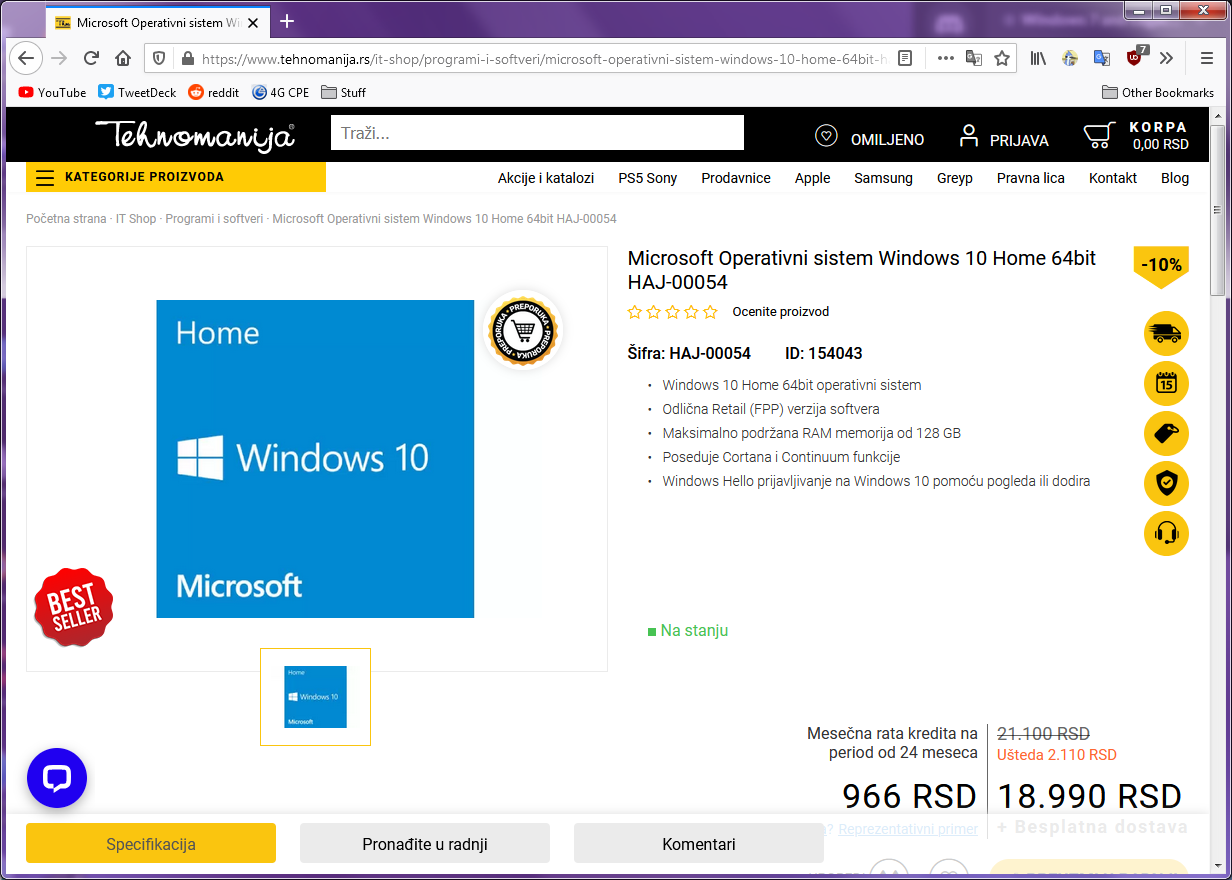 Microsoft Operativni sistem Wi
https://www.tehnomanija.rs/it-shop/programi-i-softveri/microsoft-operativni-sistem-windows-10-home-64bit-h
7
YouTube
TweetDeck
reddit
4G CPE
Stuff
Other Bookmarks
Tehnomanija
Traži...
OMILJENO
PRIJAVA
KORPA
0,00 RSD
KATEGORIJE PROIZVODA
Akcije i katalozi
PS5 Sony
Prodavnice
Apple
Samsung
Greyp
Pravna lica
Kontakt
Blog
Početna strana · IT Shop · Programi i softveri · Microsoft Operativni sistem Windows 10 Home 64bit HAJ-00054
Home
Windows 10
Microsoft
PREPORUKA · PREPORUKA · PREPORUKA
BEST
SELLER
Home
Windows 10
Microsoft
Microsoft Operativni sistem Windows 10 Home 64bit
HAJ-00054
-10%
Ocenite proizvod
Šifra: HAJ-00054 ID: 154043
· Windows 10 Home 64bit operativni sistem
· Odlična Retail (FPP) verzija softvera
· Maksimalno podržana RAM memorija od 128 GB
· Poseduje Cortana i Continuum funkcije
· Windows Hello prijavljivanje na Windows 10 pomoću pogleda ili dodira
15
Na stanju
Mesečna rata kredita na
period od 24 meseca
966 RSD
? Reprezentativni primer
21.100 RSD
Ušteda 2.110 RSD
18.990 RSD
+ Besplatna dostava
Specifikacija
Pronađite u radnji
Komentari